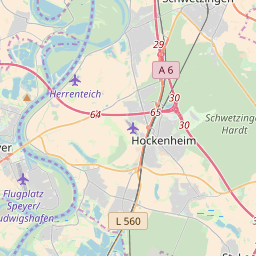 Schwetzingen
29
A 6
Herrenteich
30
64
65
30
Schwetzinger
Hardt
Hockenheim
yer
Flugplatz
Speyer/
udwigshafen
L 560